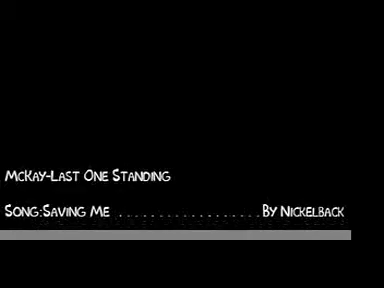 McKay-Last One Standing
Song:Saving Me ..................By Nickelback